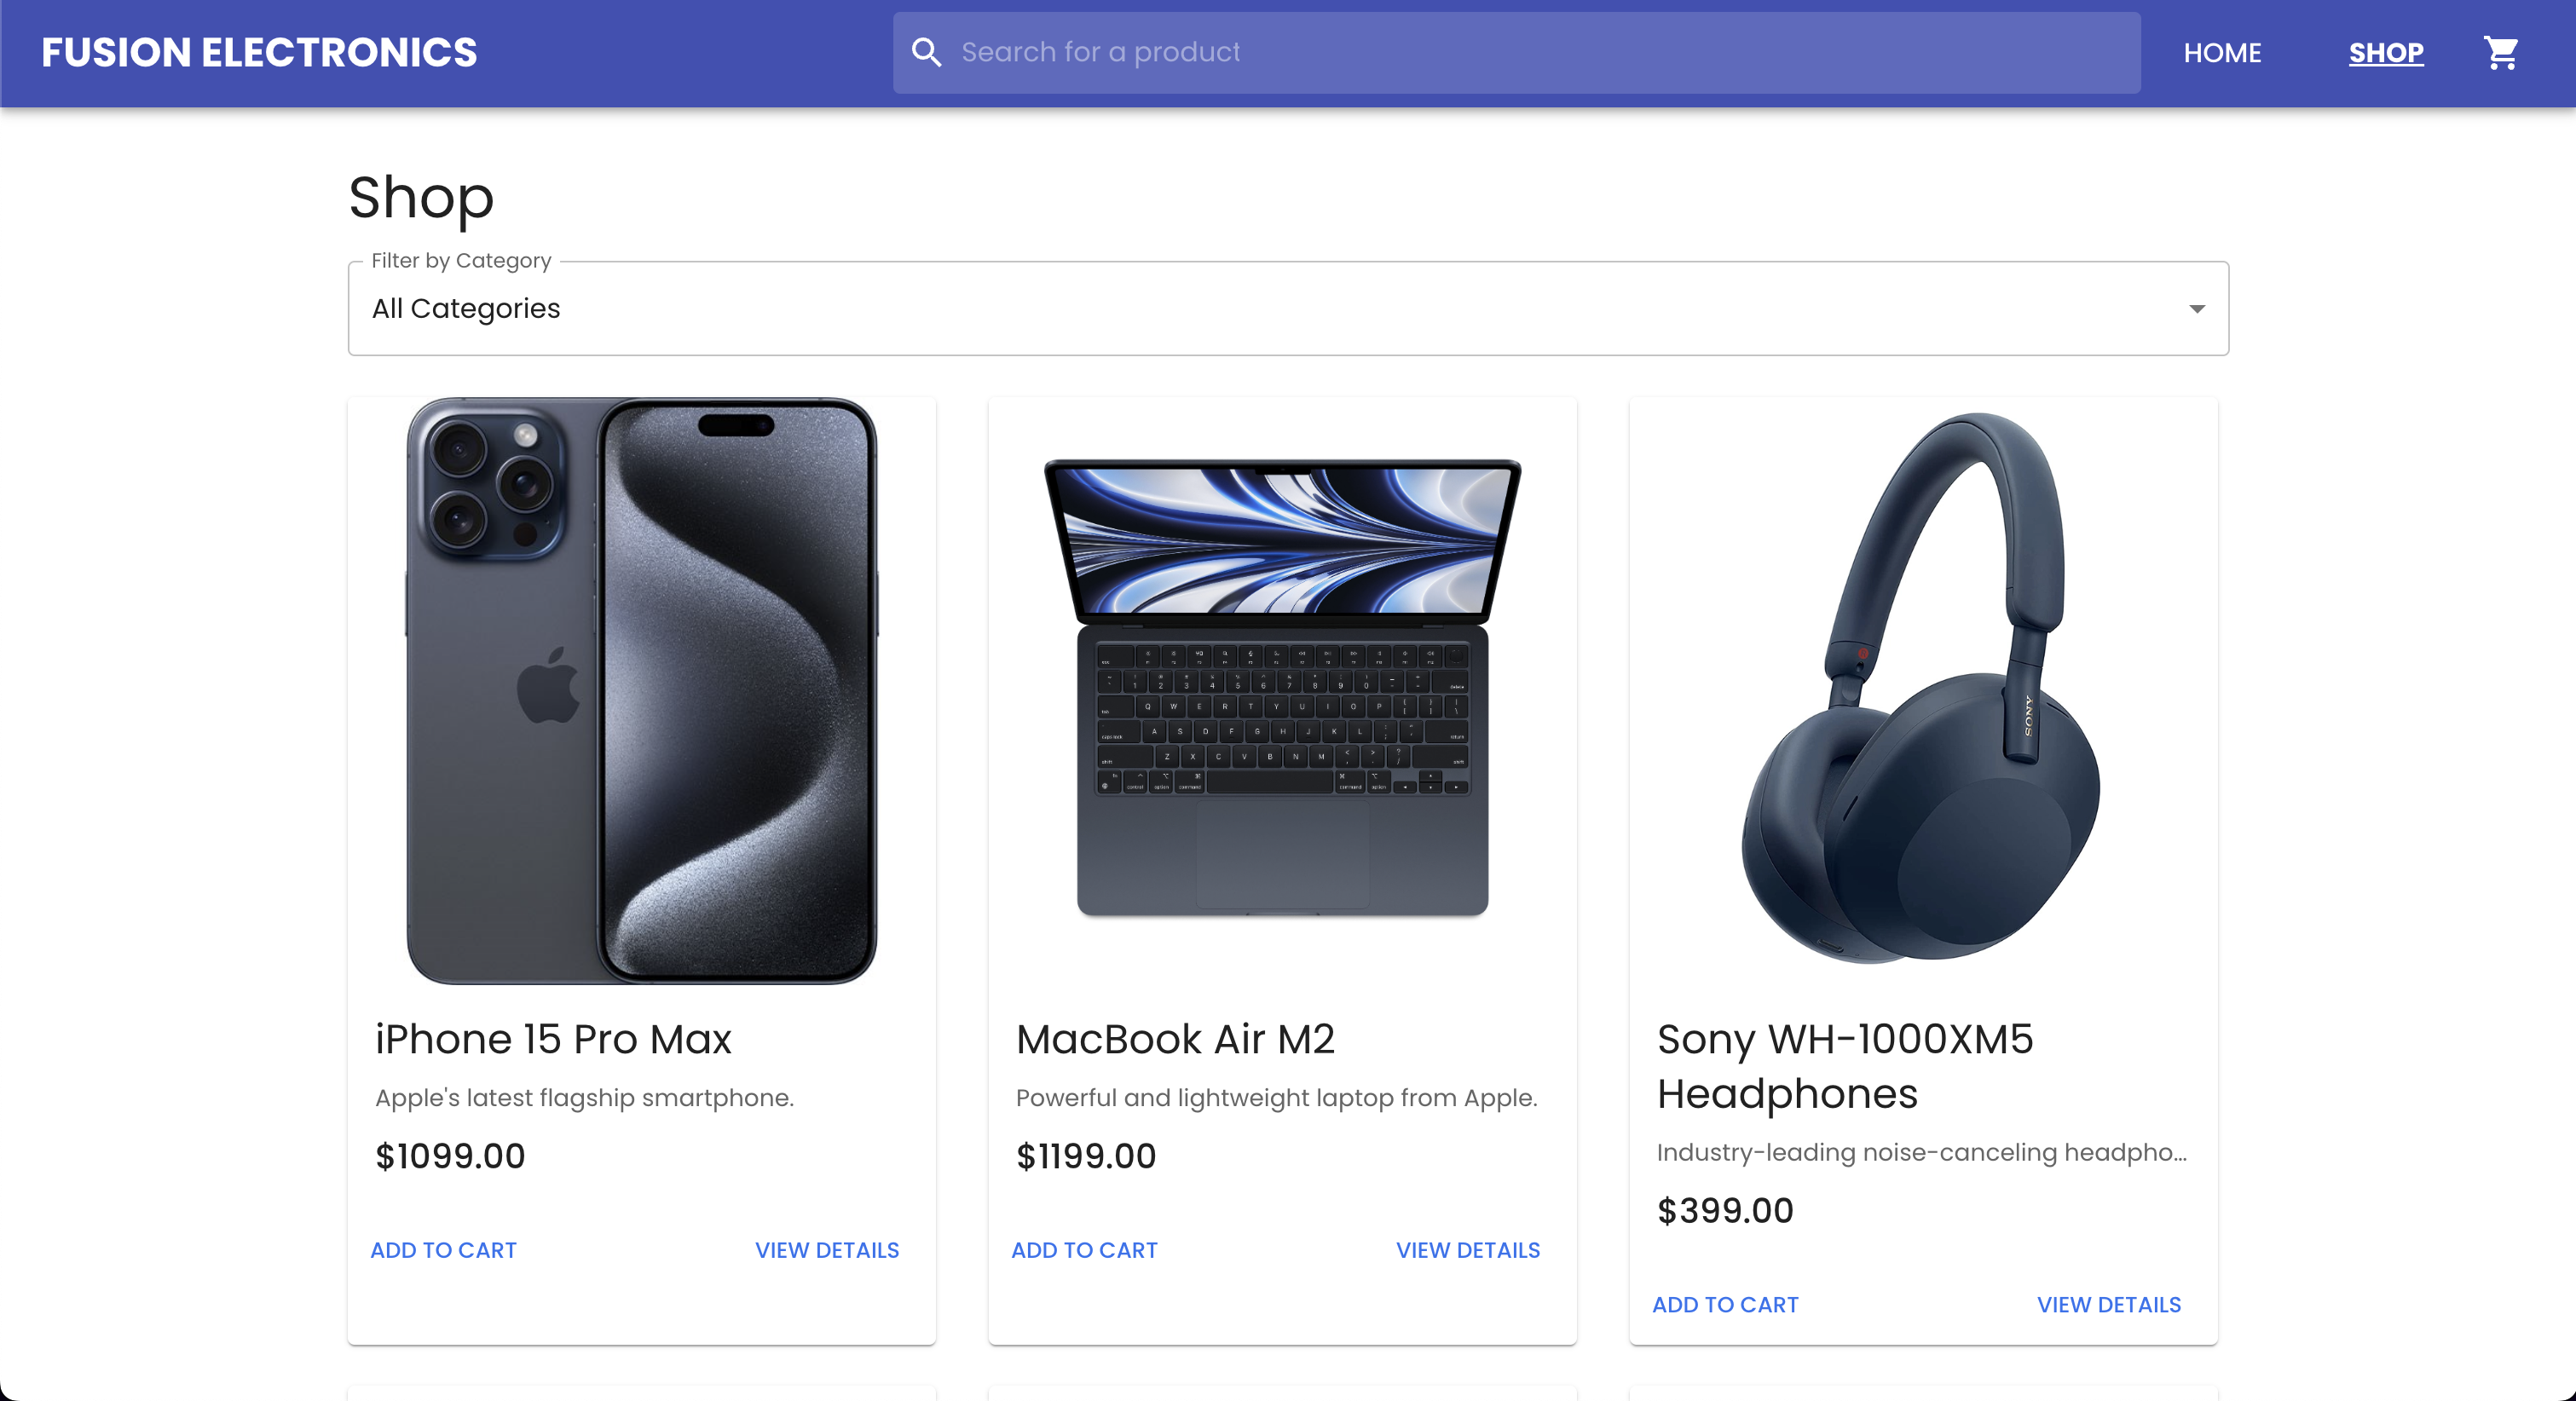 FUSION ELECTRONICS
Search for a product
HOME
SHOP
Shop
Filter by Category
All Categories
SONY
iPhone 15 Pro Max
Apple's latest flagship smartphone.
$1099.00
ADD TO CART
VIEW DETAILS
MacBook Air M2
Powerful and lightweight laptop from Apple.
$1199.00
ADD TO CART
VIEW DETAILS
Sony WH-1000XM5
Headphones
Industry-leading noise-canceling headpho...
$399.00
ADD TO CART
VIEW DETAILS